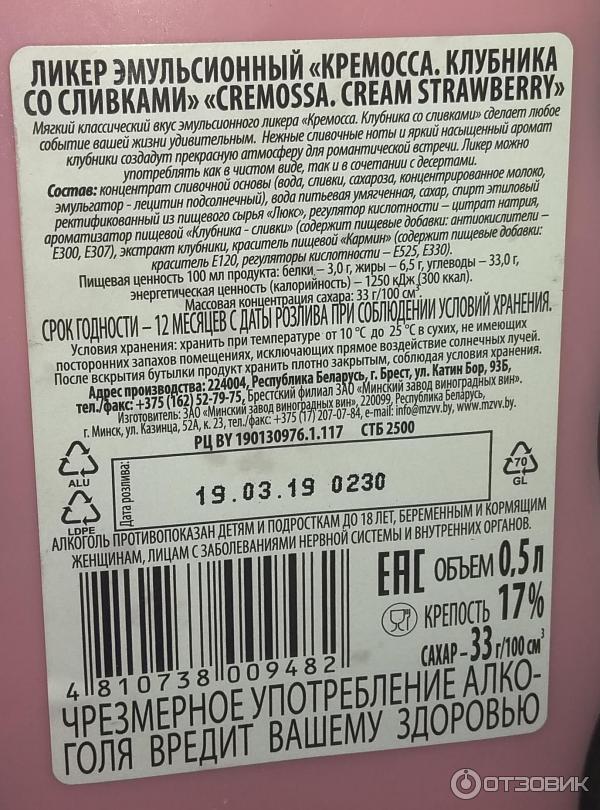 ЛИКЕР ЭМУЛЬСИОННЫЙ «КРЕМОССА. КЛУБНИКА
СО СЛИВКАМИ» «CREMOSSA. CREAM STRAWBERRY»
Мягкий классический вкус эмульсионного ликера «Кремосса. Клубника со сливками» сделает любое
событие вашей жизни удивительным. Нежные сливочные ноты и яркий насыщенный аромат
клубники создадут прекрасную атмосферу для романтической встречи. Ликер можно
употреблять как в чистом виде, так и в сочетании с десертами.
Состав: концентрат сливочной основы (вода, сливки, сахароза, концентрированное молоко,
эмульгатор - лецитин подсолнечный), вода питьевая умягченная, сахар, спирт этиловый
ректификованный из пищевого сырья «Люкс», регулятор кислотности – цитрат натрия,
ароматизатор пищевой «Клубника - сливки» (содержит пищевые добавки: антиокислители –
Е300, Е307), экстракт клубники, краситель пищевой «Кармин» (содержит пищевые добавки:
краситель Е120, регуляторы кислотности – Е525, Е330).
Пищевая ценность 100 мл продукта: белки – 3,0 г, жиры – 6,5 г, углеводы – 33,0 г,
энергетическая ценность (калорийность) – 1250 кДж (300 ккал).
Массовая концентрация сахара: 33 г/100 см³
СРОК ГОДНОСТИ – 12 МЕСЯЦЕВ С ДАТЫ РОЗЛИВА ПРИ СОБЛЮДЕНИИ УСЛОВИЙ ХРАНЕНИЯ.
Условия хранения: хранить при температуре от 10 °С до 25 °С в сухих, не имеющих
посторонних запахов помещениях, исключающих прямое воздействие солнечных лучей.
После вскрытия бутылки продукт хранить плотно закрытым, соблюдая условия хранения.
Адрес производства: 224004, Республика Беларусь, г. Брест, ул. Катин Бор, 93Б,
тел./факс: +375 (162) 52-79-75, Брестский филиал ЗАО «Минский завод виноградных вин».
Изготовитель: ЗАО «Минский завод виноградных вин», 220099, Республика Беларусь,
г. Минск, ул. Казинца, 52А, к. 23, тел./факс: +375 (17) 207-07-84, e-mail: info@mzvv.by, www.mzvv.by.
РЦ BY 190130976.1.117 СТБ 2500
ALU
LDPE
Дата розлива:
19.03.19 0230
70
GL
АЛКОГОЛЬ ПРОТИВОПОКАЗАН ДЕТЯМ И ПОДРОСТКАМ ДО 18 ЛЕТ, БЕРЕМЕННЫМ И КОРМЯЩИМ
ЖЕНЩИНАМ, ЛИЦАМ С ЗАБОЛЕВАНИЯМИ НЕРВНОЙ СИСТЕМЫ И ВНУТРЕННИХ ОРГАНОВ.
ЕАС ОБЪЕМ 0,5 л
КРЕПОСТЬ 17%
САХАР – 33 г/100 см³
4 810738 009482
ЧРЕЗМЕРНОЕ УПОТРЕБЛЕНИЕ АЛКО-
ГОЛЯ ВРЕДИТ ВАШЕМУ ЗДОРОВЬЮ
ОТЗОВИК